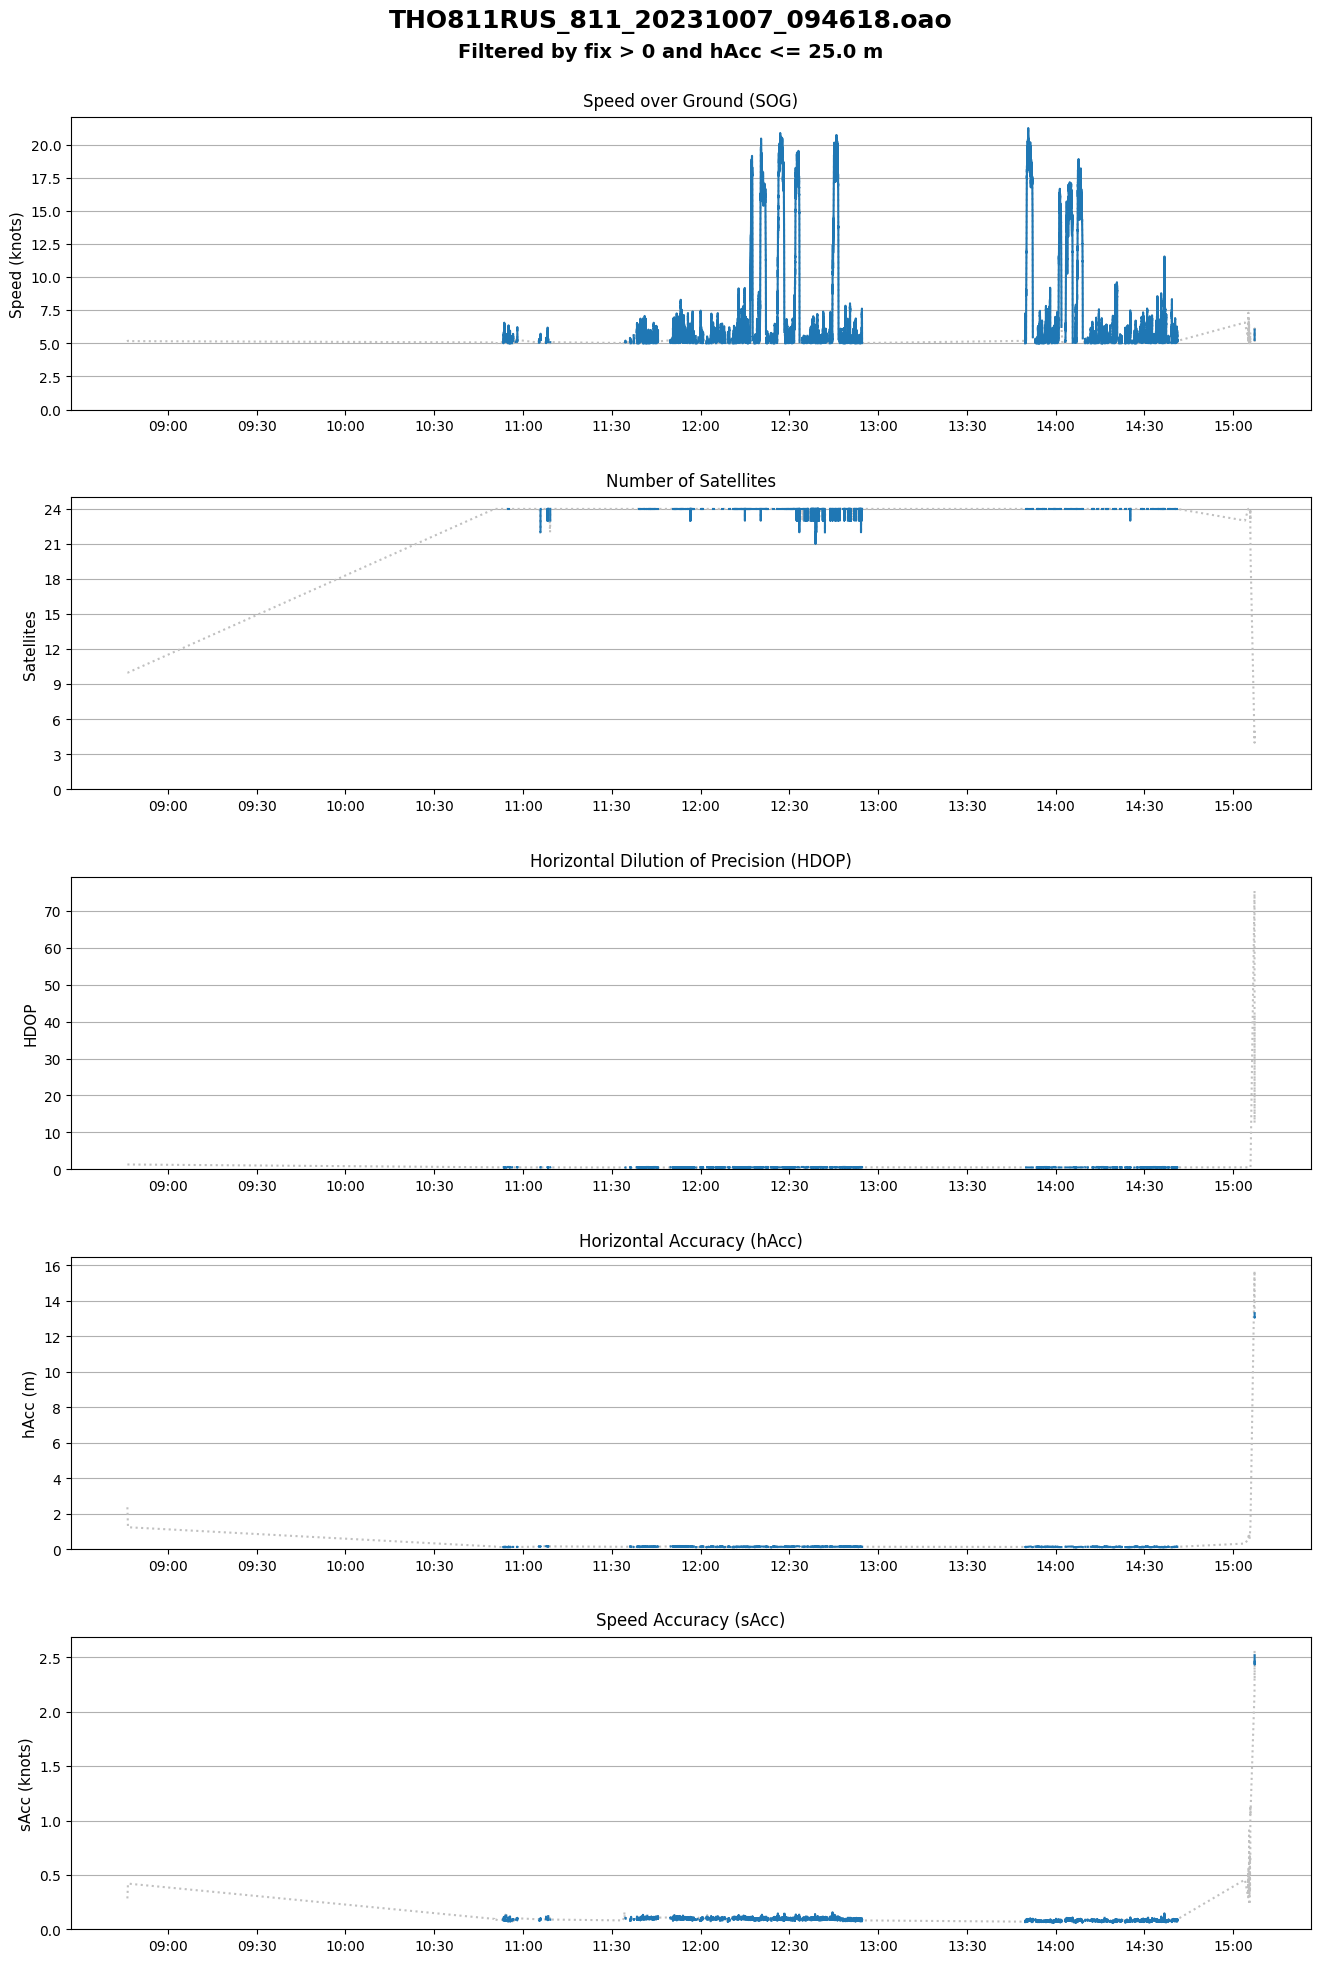 THO811RUS_811_20231007_094618.oao
Filtered by fix > 0 and hAcc <= 25.0 m
Speed over Ground (SOG)
Speed (knots)
20.0
17.5
15.0
12.5
10.0
7.5
5.0
2.5
0.0
09:00 09:30 10:00 10:30 11:00 11:30 12:00 12:30 13:00 13:30 14:00 14:30 15:00
Number of Satellites
Satellites
24
21
18
15
12
9
6
3
0
09:00 09:30 10:00 10:30 11:00 11:30 12:00 12:30 13:00 13:30 14:00 14:30 15:00
Horizontal Dilution of Precision (HDOP)
HDOP
70
60
50
40
30
20
10
0
09:00 09:30 10:00 10:30 11:00 11:30 12:00 12:30 13:00 13:30 14:00 14:30 15:00
Horizontal Accuracy (hAcc)
hAcc (m)
16
14
12
10
8
6
4
2
0
09:00 09:30 10:00 10:30 11:00 11:30 12:00 12:30 13:00 13:30 14:00 14:30 15:00
Speed Accuracy (sAcc)
sAcc (knots)
2.5
2.0
1.5
1.0
0.5
0.0
09:00 09:30 10:00 10:30 11:00 11:30 12:00 12:30 13:00 13:30 14:00 14:30 15:00